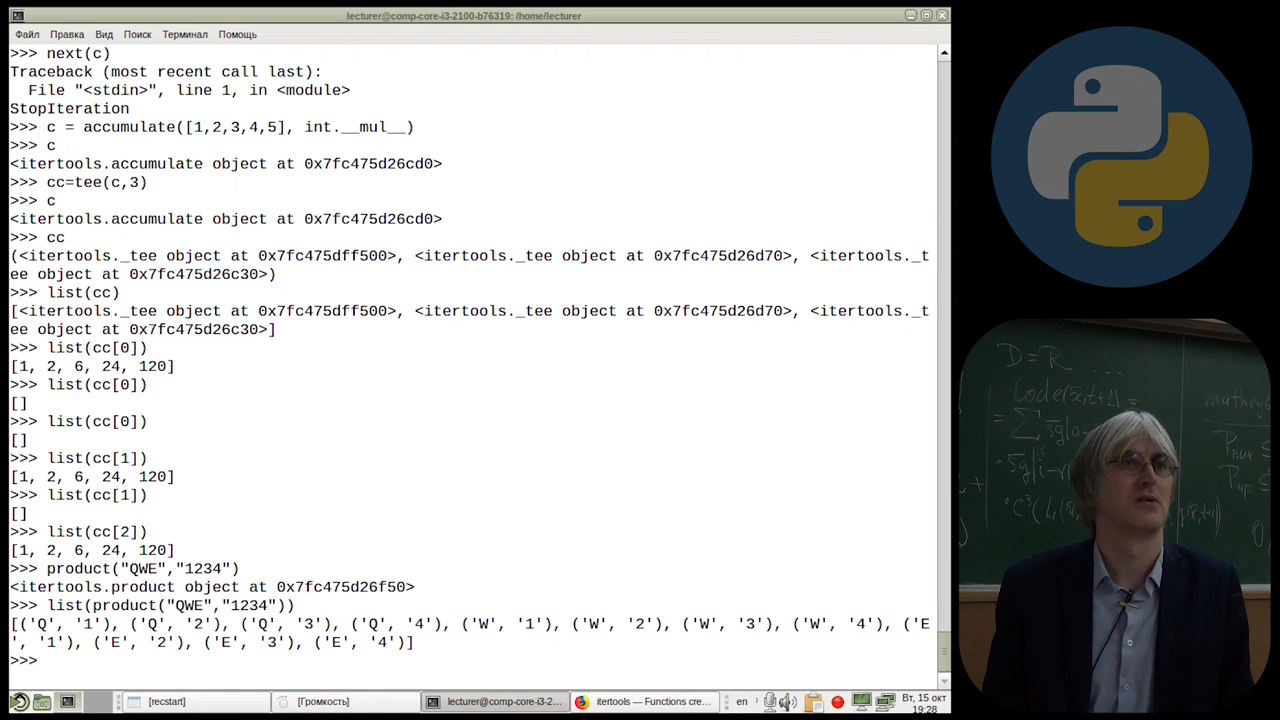 lecturer@comp-core-i3-2100-b76319: /home/lecturer
Файл Правка Вид Поиск Терминал Помощь
>>> next(c)
Traceback (most recent call last):
  File "<stdin>", line 1, in <module>
StopIteration
>>> c = accumulate([1,2,3,4,5], int.__mul__)
>>> c
<itertools.accumulate object at 0x7fc475d26cd0>
>>> cc=tee(c,3)
>>> c
<itertools.accumulate object at 0x7fc475d26cd0>
>>> cc
(<itertools._tee object at 0x7fc475dff500>, <itertools._tee object at 0x7fc475d26d70>, <itertools._t
ee object at 0x7fc475d26c30>)
>>> list(cc)
[<itertools._tee object at 0x7fc475dff500>, <itertools._tee object at 0x7fc475d26d70>, <itertools._t
ee object at 0x7fc475d26c30>]
>>> list(cc[0])
[1, 2, 6, 24, 120]
>>> list(cc[0])
[]
>>> list(cc[0])
[]
>>> list(cc[1])
[1, 2, 6, 24, 120]
>>> list(cc[1])
[]
>>> list(cc[2])
[1, 2, 6, 24, 120]
>>> product("QWE","1234")
<itertools.product object at 0x7fc475d26f50>
>>> list(product("QWE","1234"))
[('Q', '1'), ('Q', '2'), ('Q', '3'), ('Q', '4'), ('W', '1'), ('W', '2'), ('W', '3'), ('W', '4'), ('E
', '1'), ('E', '2'), ('E', '3'), ('E', '4')]
>>>
[recstart] [Громкость] lecturer@comp-core-i3-2... itertools — Functions cre... en Вт, 15 окт
19:28
D = R ...